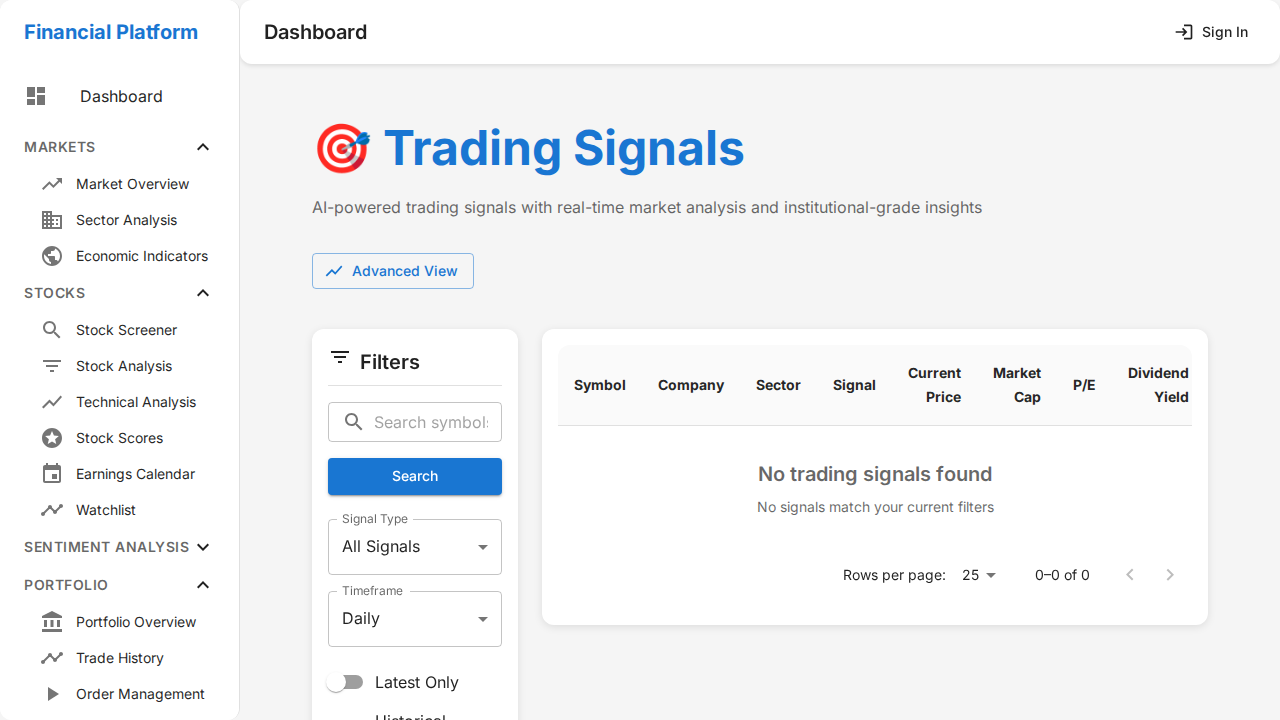 Financial Platform
Dashboard
MARKETS
Market Overview
Sector Analysis
Economic Indicators
STOCKS
Stock Screener
Stock Analysis
Technical Analysis
Stock Scores
Earnings Calendar
Watchlist
SENTIMENT ANALYSIS
PORTFOLIO
Portfolio Overview
Trade History
Order Management
Dashboard
Sign In
Trading Signals
AI-powered trading signals with real-time market analysis and institutional-grade insights
Advanced View
Filters
Search symbol
Search
Signal Type
All Signals
Timeframe
Daily
Latest Only
Historical
Symbol Company Sector Signal Current Price Market Cap P/E Dividend Yield
No trading signals found
No signals match your current filters
Rows per page: 25 0–0 of 0